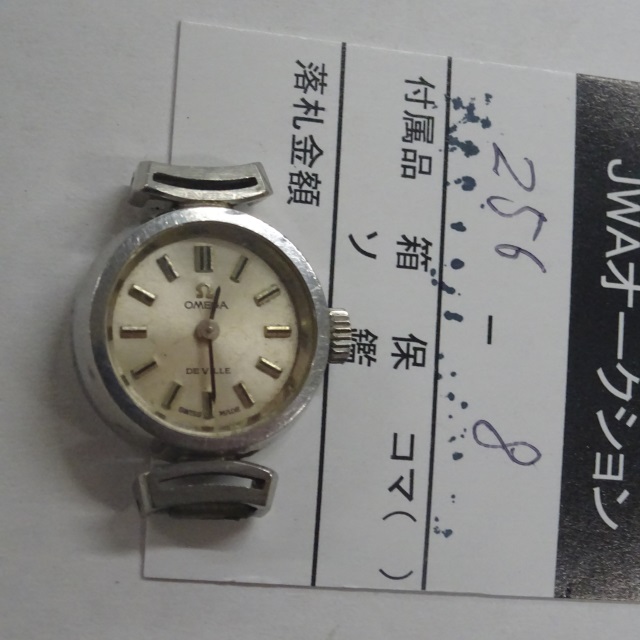 JWAオークション
256-8
付属品 箱 保 コマ( )
ソ 鑑
落札金額
OMEGA
DE VILLE
SWISS MADE